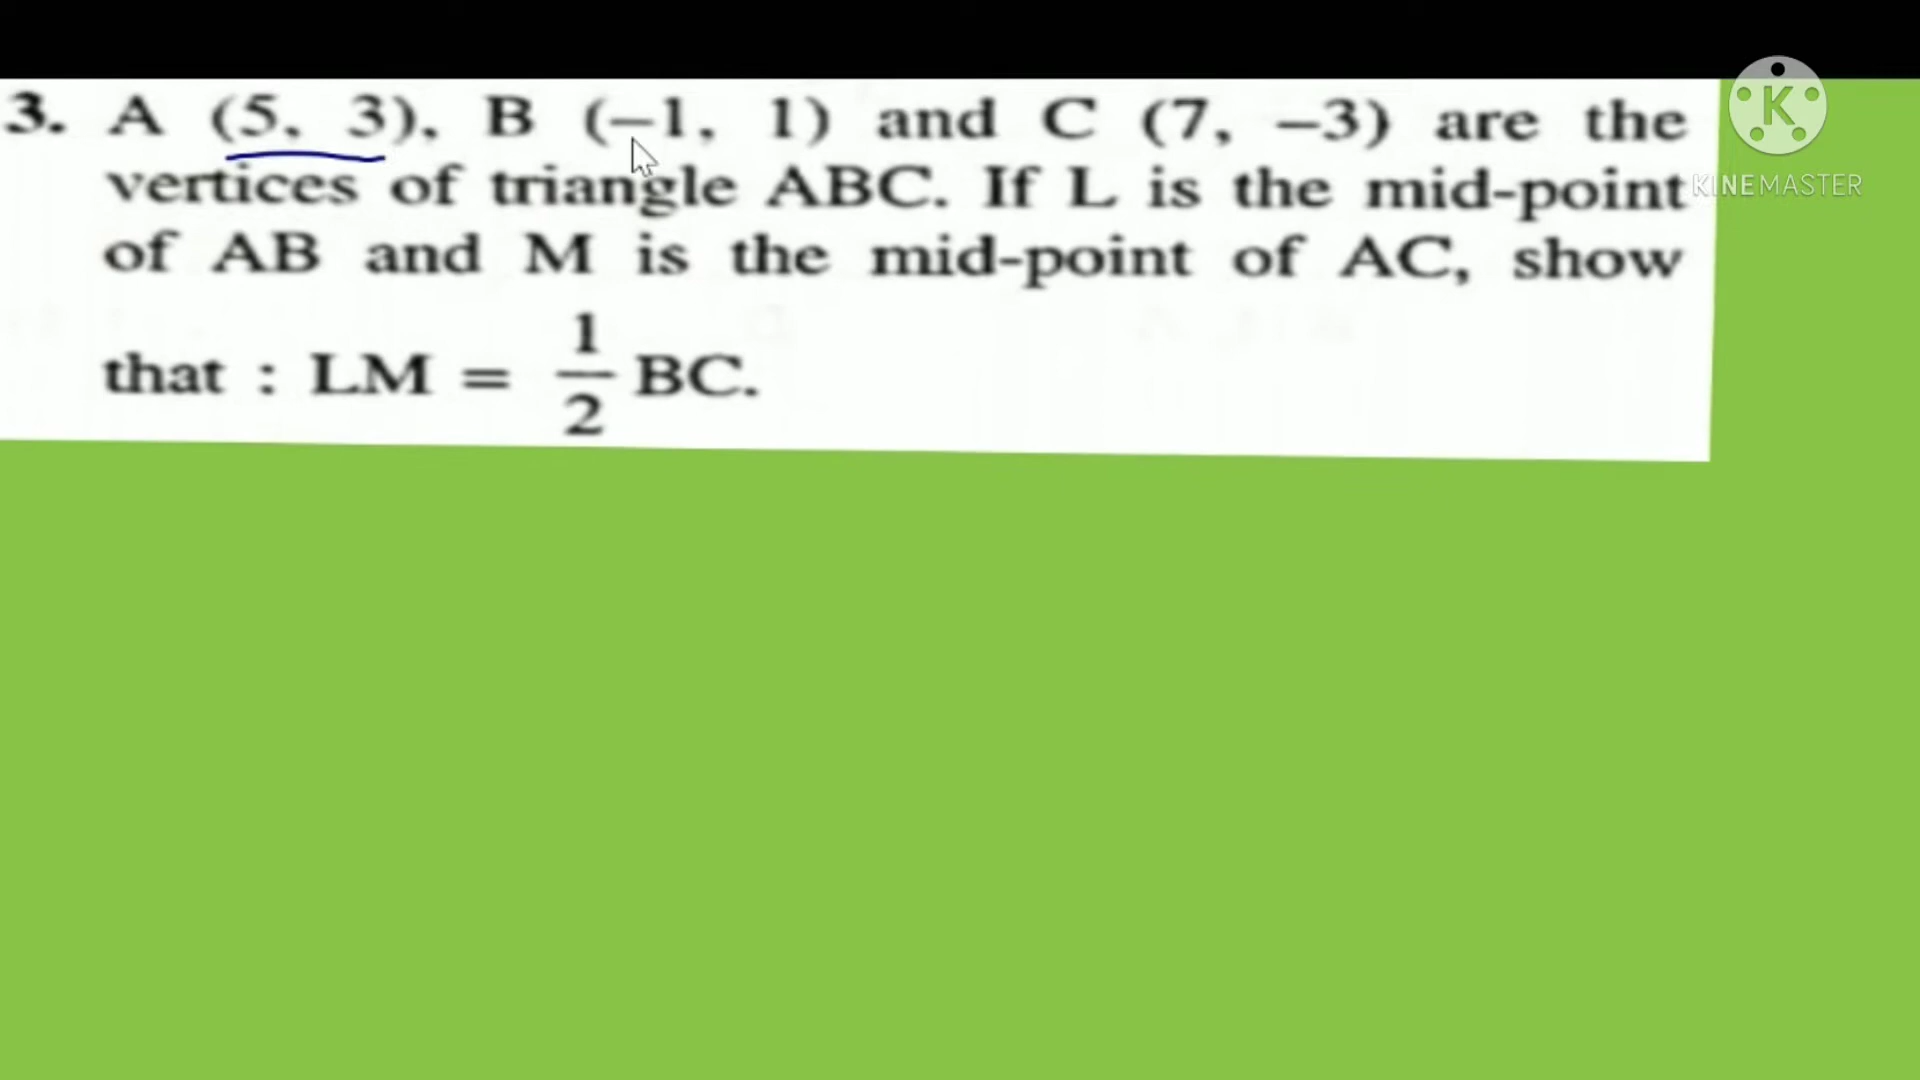 3. A (5, 3), B (−1, 1) and C (7, −3) are the
vertices of triangle ABC. If L is the mid-point
of AB and M is the mid-point of AC, show
that : LM = 1/2 BC.
K
KINEMASTER